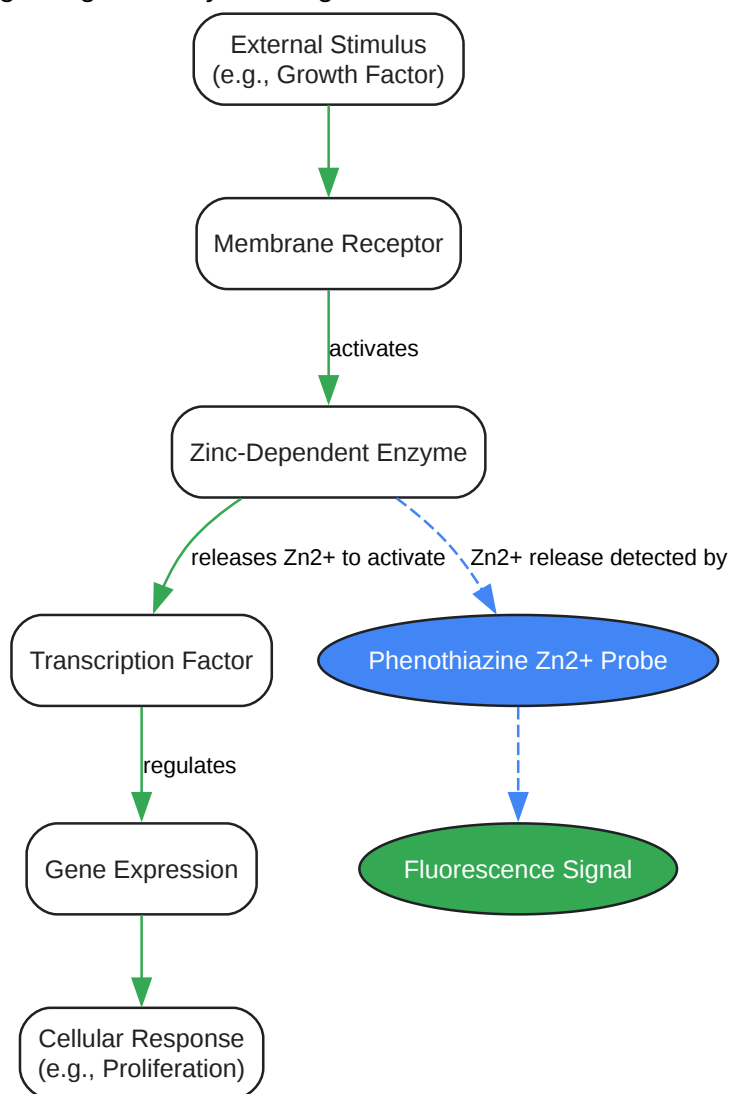 External Stimulus
(e.g., Growth Factor)
Membrane Receptor
activates
Zinc-Dependent Enzyme
releases Zn2+ to activate
Zn2+ release detected by
Transcription Factor
Phenothiazine Zn2+ Probe
regulates
Gene Expression
Fluorescence Signal
Cellular Response
(e.g., Proliferation)